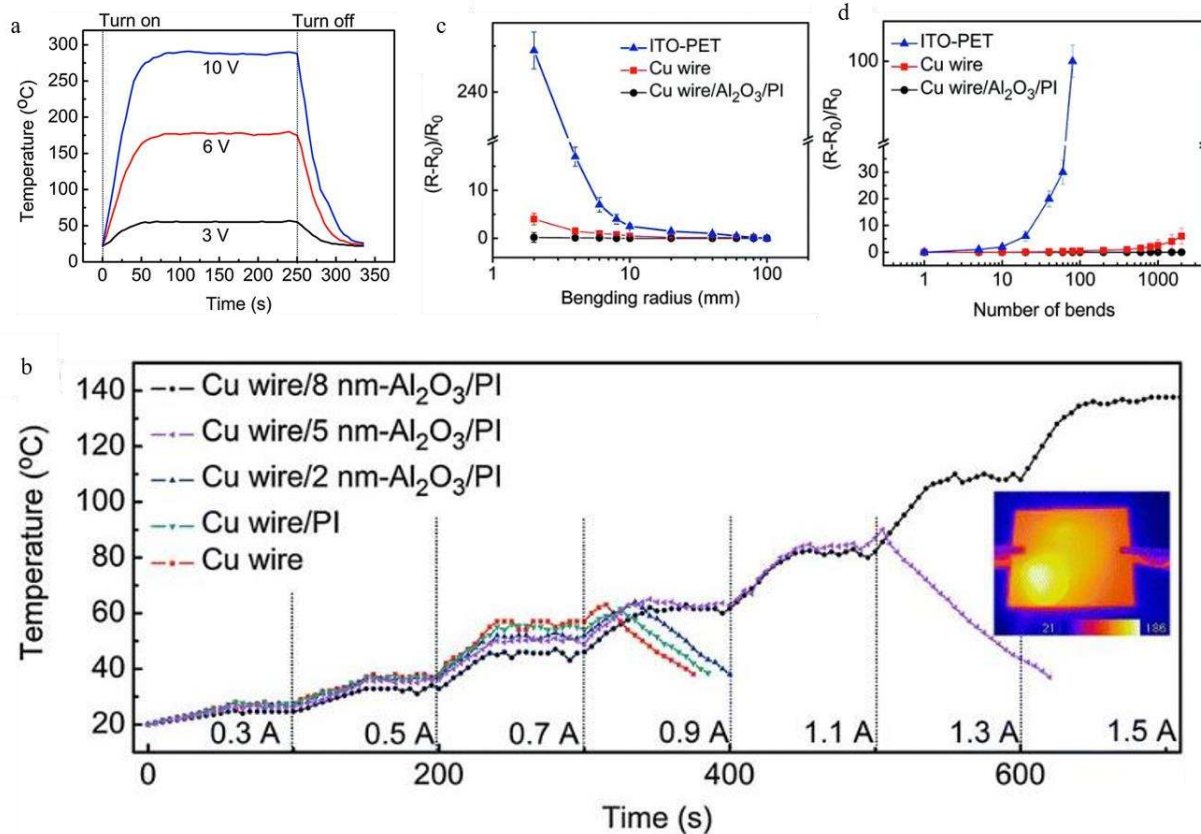 a
Turn on
Turn off
300
250
200
150
100
50
0
10 V
6 V
3 V
0 50 100 150 200 250 300 350
Temperature (ºC)
Time (s)
c
ITO-PET
Cu wire
Cu wire/Al₂O₃/PI
240
10
0
1 10 100
(R-R₀)/R₀
Bengding radius (mm)
d
ITO-PET
Cu wire
Cu wire/Al₂O₃/PI
100
30
20
10
0
1 10 100 1000
(R-R₀)/R₀
Number of bends
b
Cu wire/8 nm-Al₂O₃/PI
Cu wire/5 nm-Al₂O₃/PI
Cu wire/2 nm-Al₂O₃/PI
Cu wire/PI
Cu wire
140
120
100
80
60
40
20
0.3 A 0.5 A 0.7 A 0.9 A 1.1 A 1.3 A 1.5 A
21 186
0 200 400 600
Temperature (ºC)
Time (s)